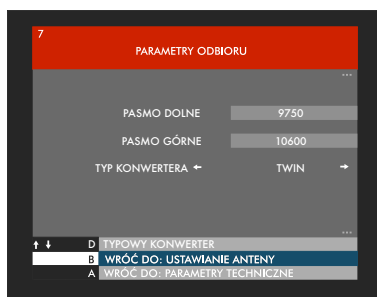 7
PARAMETRY ODBIORU
...
PASMO DOLNE 9750
PASMO GÓRNE 10600
TYP KONWERTERA ← TWIN →
...
↑ ↓ D TYPOWY KONWERTER
B WRÓĆ DO: USTAWIANIE ANTENY
A WRÓĆ DO: PARAMETRY TECHNICZNE